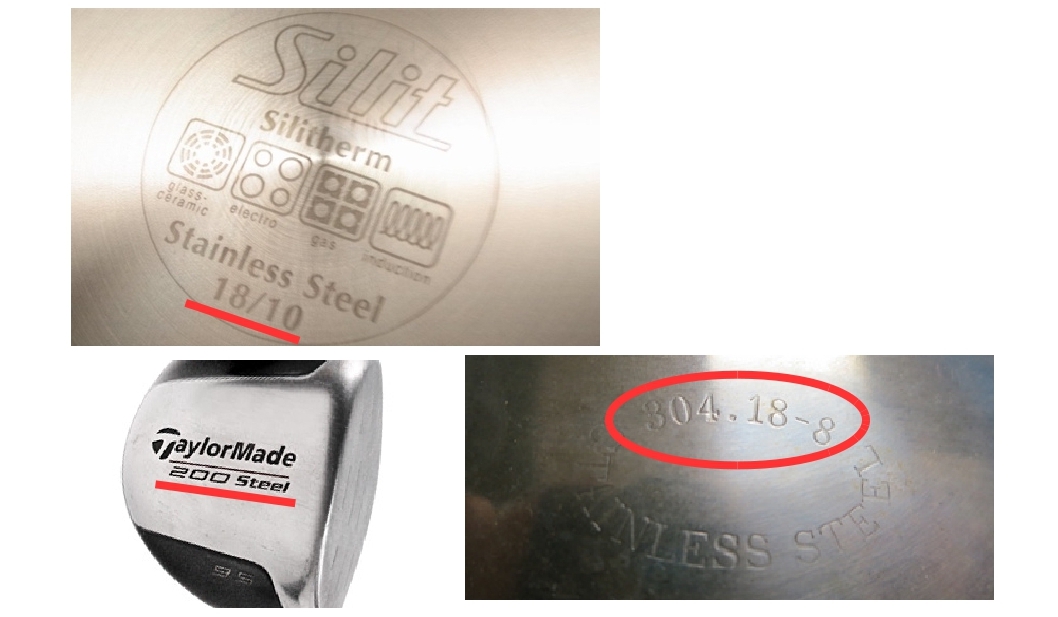 Silit
Silitherm
glass-
ceramic
electro
gas
induction
Stainless Steel
18/10
TaylorMade
200 Steel
304.18-8
STAINLESS STEEL